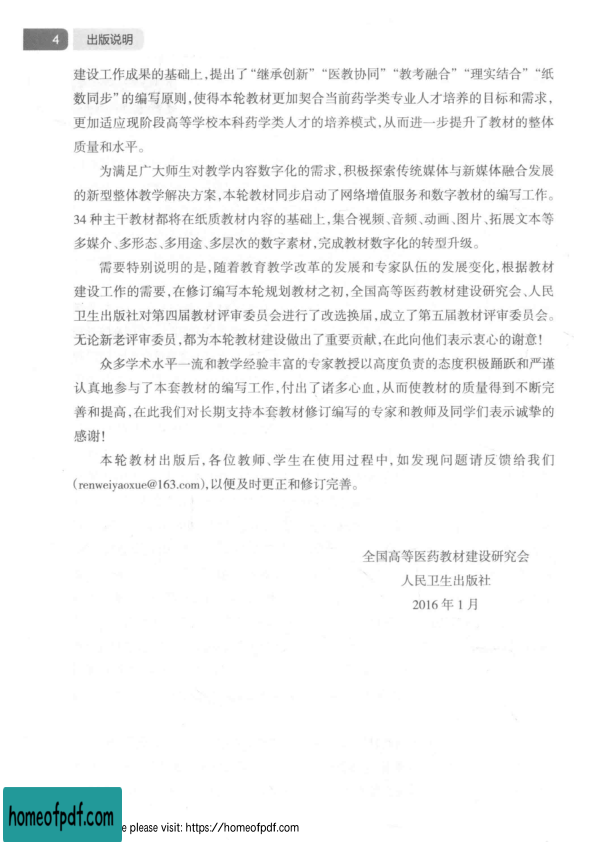 4 出版说明
建设工作成果的基础上,提出了“继承创新”“医教协同”“教考融合”“理实结合”“纸
数同步”的编写原则,使得本轮教材更加契合当前药学类专业人才培养的目标和需求,
更加适应现阶段高等学校本科药学类人才的培养模式,从而进一步提升了教材的整体
质量和水平。
为满足广大师生对教学内容数字化的需求,积极探索传统媒体与新媒体融合发展
的新型整体教学解决方案,本轮教材同步启动了网络增值服务和数字教材的编写工作。
34 种主干教材都将在纸质教材内容的基础上,集合视频、音频、动画、图片、拓展文本等
多媒介、多形态、多用途、多层次的数字素材,完成教材数字化的转型升级。
需要特别说明的是,随着教育教学改革的发展和专家队伍的发展变化,根据教材
建设工作的需要,在修订编写本轮规划教材之初,全国高等医药教材建设研究会、人民
卫生出版社对第四届教材评审委员会进行了改选换届,成立了第五届教材评审委员会。
无论新老评审委员,都为本轮教材建设做出了重要贡献,在此向他们表示衷心的谢意!
众多学术水平一流和教学经验丰富的专家教授以高度负责的态度积极踊跃和严谨
认真地参与了本套教材的编写工作,付出了诸多心血,从而使教材的质量得到不断完
善和提高,在此我们对长期支持本套教材修订编写的专家和教师及同学们表示诚挚的
感谢!
本轮教材出版后,各位教师、学生在使用过程中,如发现问题请反馈给我们
(renweiyaoxue@163.com),以便及时更正和修订完善。
全国高等医药教材建设研究会
人民卫生出版社
2016 年 1 月
homeofpdf.com
e please visit: https://homeofpdf.com